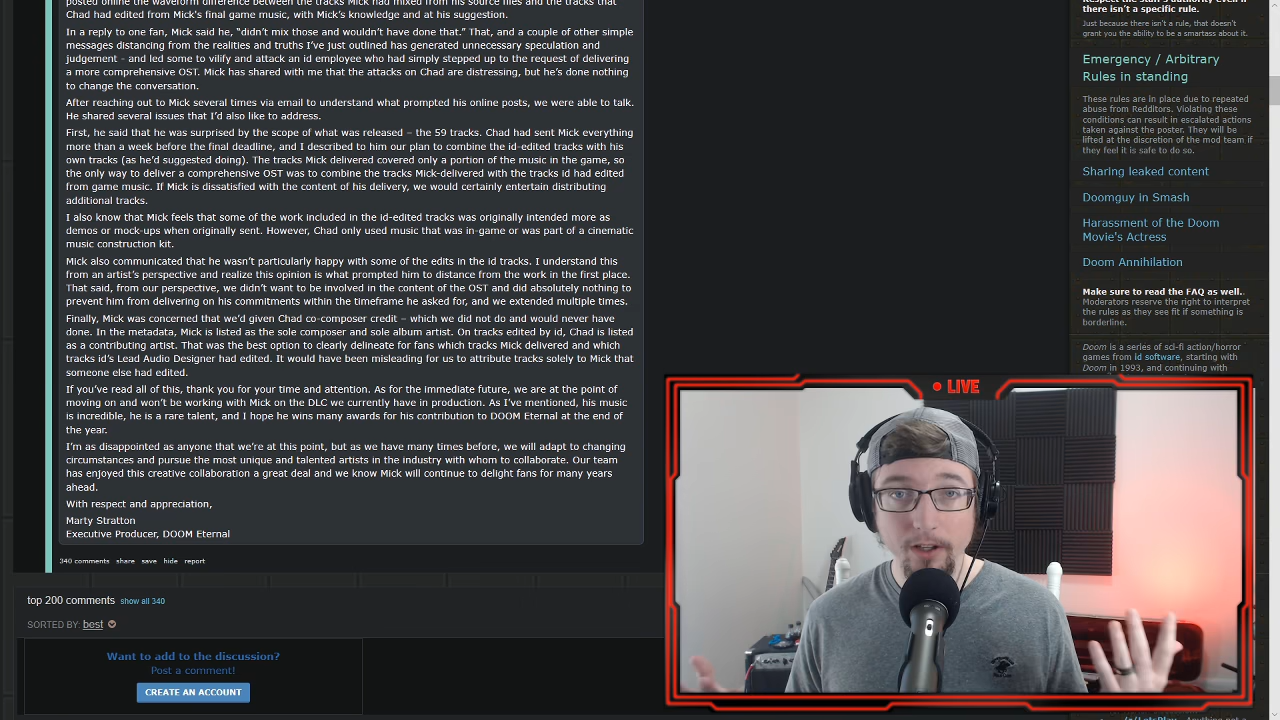 posted online the waveform difference between the tracks Mick had mixed from his source files and the tracks that
Chad had edited from Mick's final game music, with Mick's knowledge and at his suggestion.
In a reply to one fan, Mick said he, "didn't mix those and wouldn't have done that." That, and a couple of other simple
messages distancing from the realities and truths I've just outlined has generated unnecessary speculation and
judgement - and led some to vilify and attack an id employee who had simply stepped up to the request of delivering
a more comprehensive OST. Mick has shared with me that the attacks on Chad are distressing, but he's done nothing
to change the conversation.
After reaching out to Mick several times via email to understand what prompted his online posts, we were able to talk.
He shared several issues that I'd also like to address.
First, he said that he was surprised by the scope of what was released – the 59 tracks. Chad had sent Mick everything
more than a week before the final deadline, and I described to him our plan to combine the id-edited tracks with his
own tracks (as he'd suggested doing). The tracks Mick delivered covered only a portion of the music in the game, so
the only way to deliver a comprehensive OST was to combine the tracks Mick-delivered with the tracks id had edited
from game music. If Mick is dissatisfied with the content of his delivery, we would certainly entertain distributing
additional tracks.
I also know that Mick feels that some of the work included in the id-edited tracks was originally intended more as
demos or mock-ups when originally sent. However, Chad only used music that was in-game or was part of a cinematic
music construction kit.
Mick also communicated that he wasn't particularly happy with some of the edits in the id tracks. I understand this
from an artist's perspective and realize this opinion is what prompted him to distance from the work in the first place.
That said, from our perspective, we didn't want to be involved in the content of the OST and did absolutely nothing to
prevent him from delivering on his commitments within the timeframe he asked for, and we extended multiple times.
Finally, Mick was concerned that we'd given Chad co-composer credit – which we did not do and would never have
done. In the metadata, Mick is listed as the sole composer and sole album artist. On tracks edited by id, Chad is listed
as a contributing artist. That was the best option to clearly delineate for fans which tracks Mick delivered and which
tracks id's Lead Audio Designer had edited. It would have been misleading for us to attribute tracks solely to Mick that
someone else had edited.
If you've read all of this, thank you for your time and attention. As for the immediate future, we are at the point of
moving on and won't be working with Mick on the DLC we currently have in production. As I've mentioned, his music
is incredible, he is a rare talent, and I hope he wins many awards for his contribution to DOOM Eternal at the end of
the year.
I'm as disappointed as anyone that we're at this point, but as we have many times before, we will adapt to changing
circumstances and pursue the most unique and talented artists in the industry with whom to collaborate. Our team
has enjoyed this creative collaboration a great deal and we know Mick will continue to delight fans for many years
ahead.
With respect and appreciation,
Marty Stratton
Executive Producer, DOOM Eternal
340 comments share save hide report
top 200 comments show all 340
SORTED BY: best
Want to add to the discussion?
Post a comment!
CREATE AN ACCOUNT
Respect the staff's authority even if
there isn't a specific rule.
Just because there isn't a rule, that doesn't
grant you the ability to be a smartass about it.
Emergency / Arbitrary
Rules in standing
These rules are in place due to repeated
abuse from Redditors. Violating these
conditions can result in escalated actions
taken against the poster. They will be
lifted at the discretion of the mod team if
they feel it is safe to do so.
Sharing leaked content
Doomguy in Smash
Harassment of the Doom
Movie's Actress
Doom Annihilation
Make sure to read the FAQ as well.
Moderators reserve the right to interpret
the rules as they see fit if something is
borderline.
Doom is a series of sci-fi action/horror
games from id software, starting with
Doom in 1993, and continuing with
LIVE